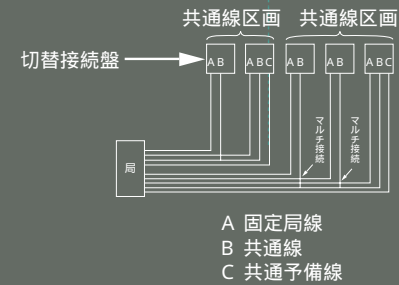 共通線区画 共通線区画
切替接続盤
AB ABC AB AB ABC
マルチ接続 マルチ接続
局
A 固定局線
B 共通線
C 共通予備線